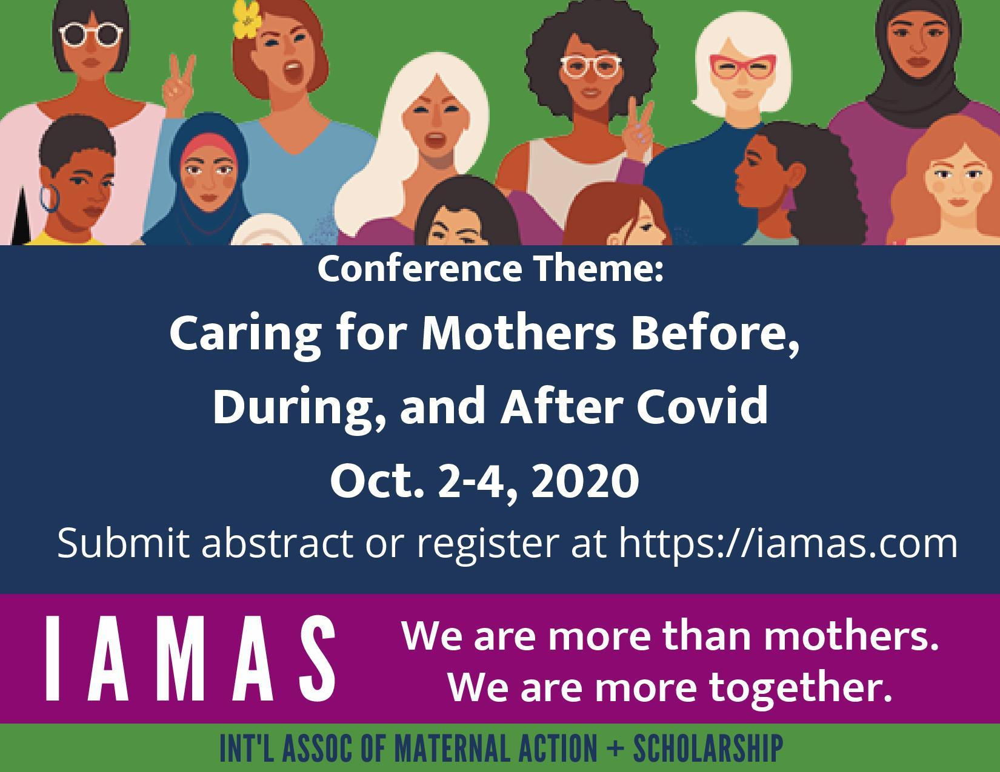 Conference Theme:
Caring for Mothers Before,
During, and After Covid
Oct. 2-4, 2020
Submit abstract or register at https://iamas.com
IAMAS
We are more than mothers.
We are more together.
INT'L ASSOC OF MATERNAL ACTION + SCHOLARSHIP